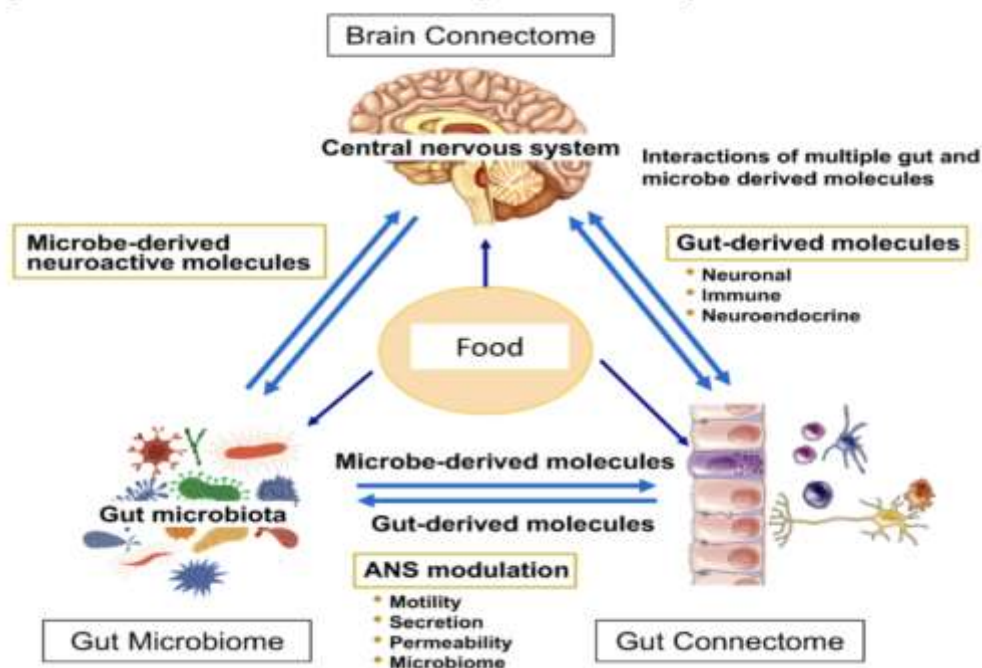 Brain Connectome
Central nervous system
Interactions of multiple gut and
microbe derived molecules
Microbe-derived
neuroactive molecules
Gut-derived molecules
• Neuronal
• Immune
• Neuroendocrine
Food
Microbe-derived molecules
Gut microbiota
Gut-derived molecules
ANS modulation
• Motility
• Secretion
• Permeability
• Microbiome
Gut Microbiome
Gut Connectome